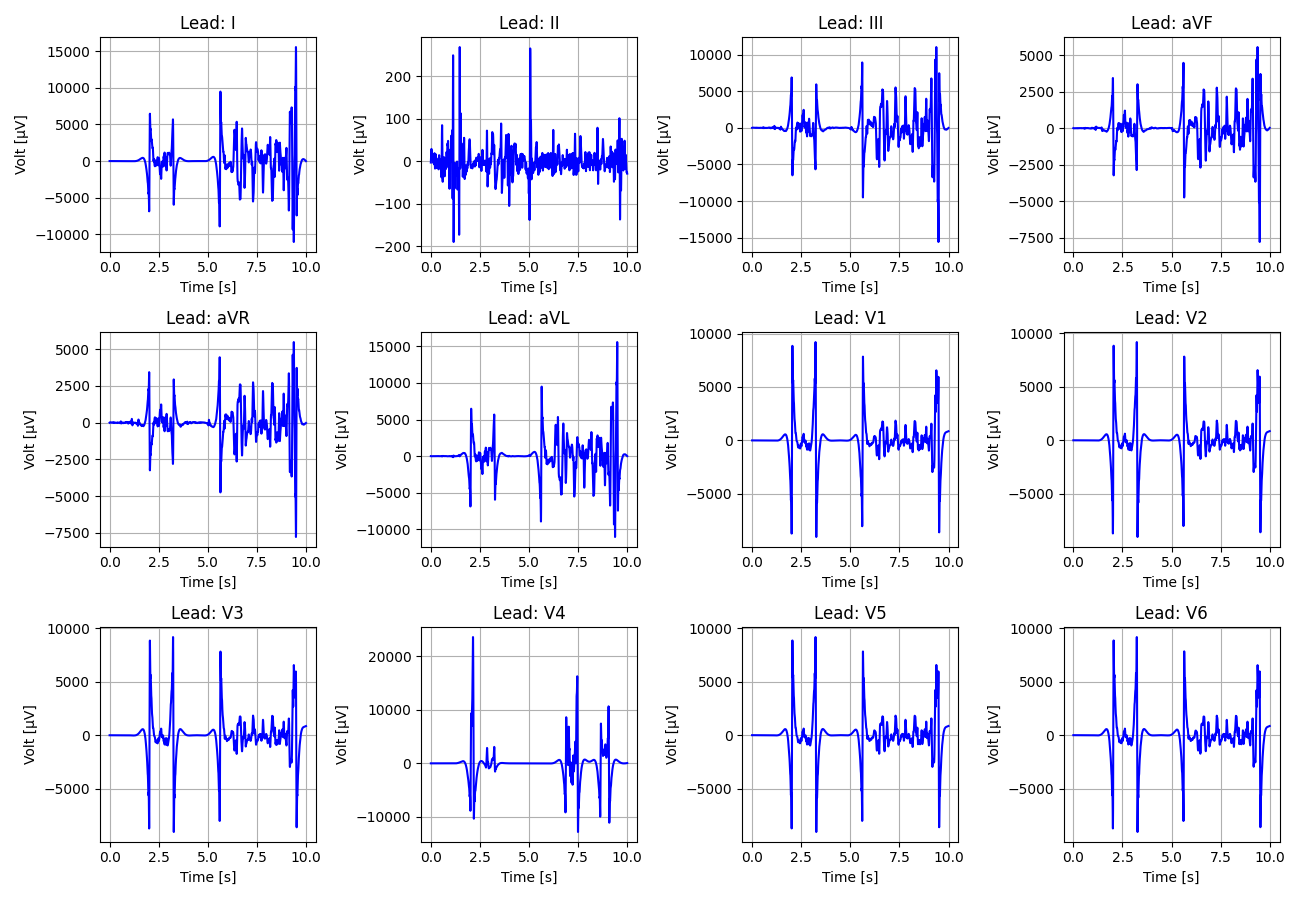 Lead: I
Lead: II
Lead: III
Lead: aVF
Volt [µV]
15000
10000
5000
0
−5000
−10000
0.0 2.5 5.0 7.5 10.0
Time [s]
Volt [µV]
200
100
0
−100
−200
0.0 2.5 5.0 7.5 10.0
Time [s]
Volt [µV]
10000
5000
0
−5000
−10000
−15000
0.0 2.5 5.0 7.5 10.0
Time [s]
Volt [µV]
5000
2500
0
−2500
−5000
−7500
0.0 2.5 5.0 7.5 10.0
Time [s]
Lead: aVR
Lead: aVL
Lead: V1
Lead: V2
Volt [µV]
5000
2500
0
−2500
−5000
−7500
0.0 2.5 5.0 7.5 10.0
Time [s]
Volt [µV]
15000
10000
5000
0
−5000
−10000
0.0 2.5 5.0 7.5 10.0
Time [s]
Volt [µV]
10000
5000
0
−5000
0.0 2.5 5.0 7.5 10.0
Time [s]
Volt [µV]
10000
5000
0
−5000
0.0 2.5 5.0 7.5 10.0
Time [s]
Lead: V3
Lead: V4
Lead: V5
Lead: V6
Volt [µV]
10000
5000
0
−5000
0.0 2.5 5.0 7.5 10.0
Time [s]
Volt [µV]
20000
10000
0
−10000
0.0 2.5 5.0 7.5 10.0
Time [s]
Volt [µV]
10000
5000
0
−5000
0.0 2.5 5.0 7.5 10.0
Time [s]
Volt [µV]
10000
5000
0
−5000
0.0 2.5 5.0 7.5 10.0
Time [s]